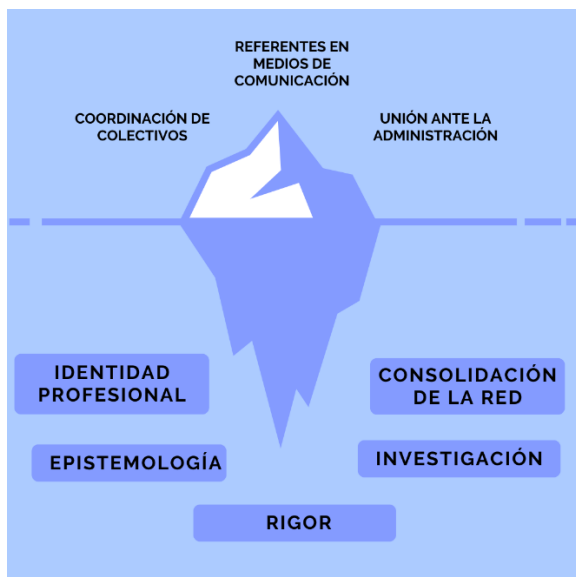 REFERENTES EN
MEDIOS DE
COMUNICACIÓN
COORDINACIÓN DE
COLECTIVOS
UNIÓN ANTE LA
ADMINISTRACIÓN
IDENTIDAD
PROFESIONAL
CONSOLIDACIÓN
DE LA RED
EPISTEMOLOGÍA
INVESTIGACIÓN
RIGOR